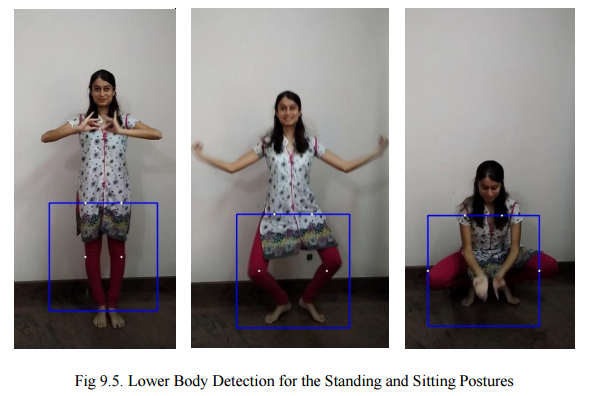 Fig 9.5. Lower Body Detection for the Standing and Sitting Postures